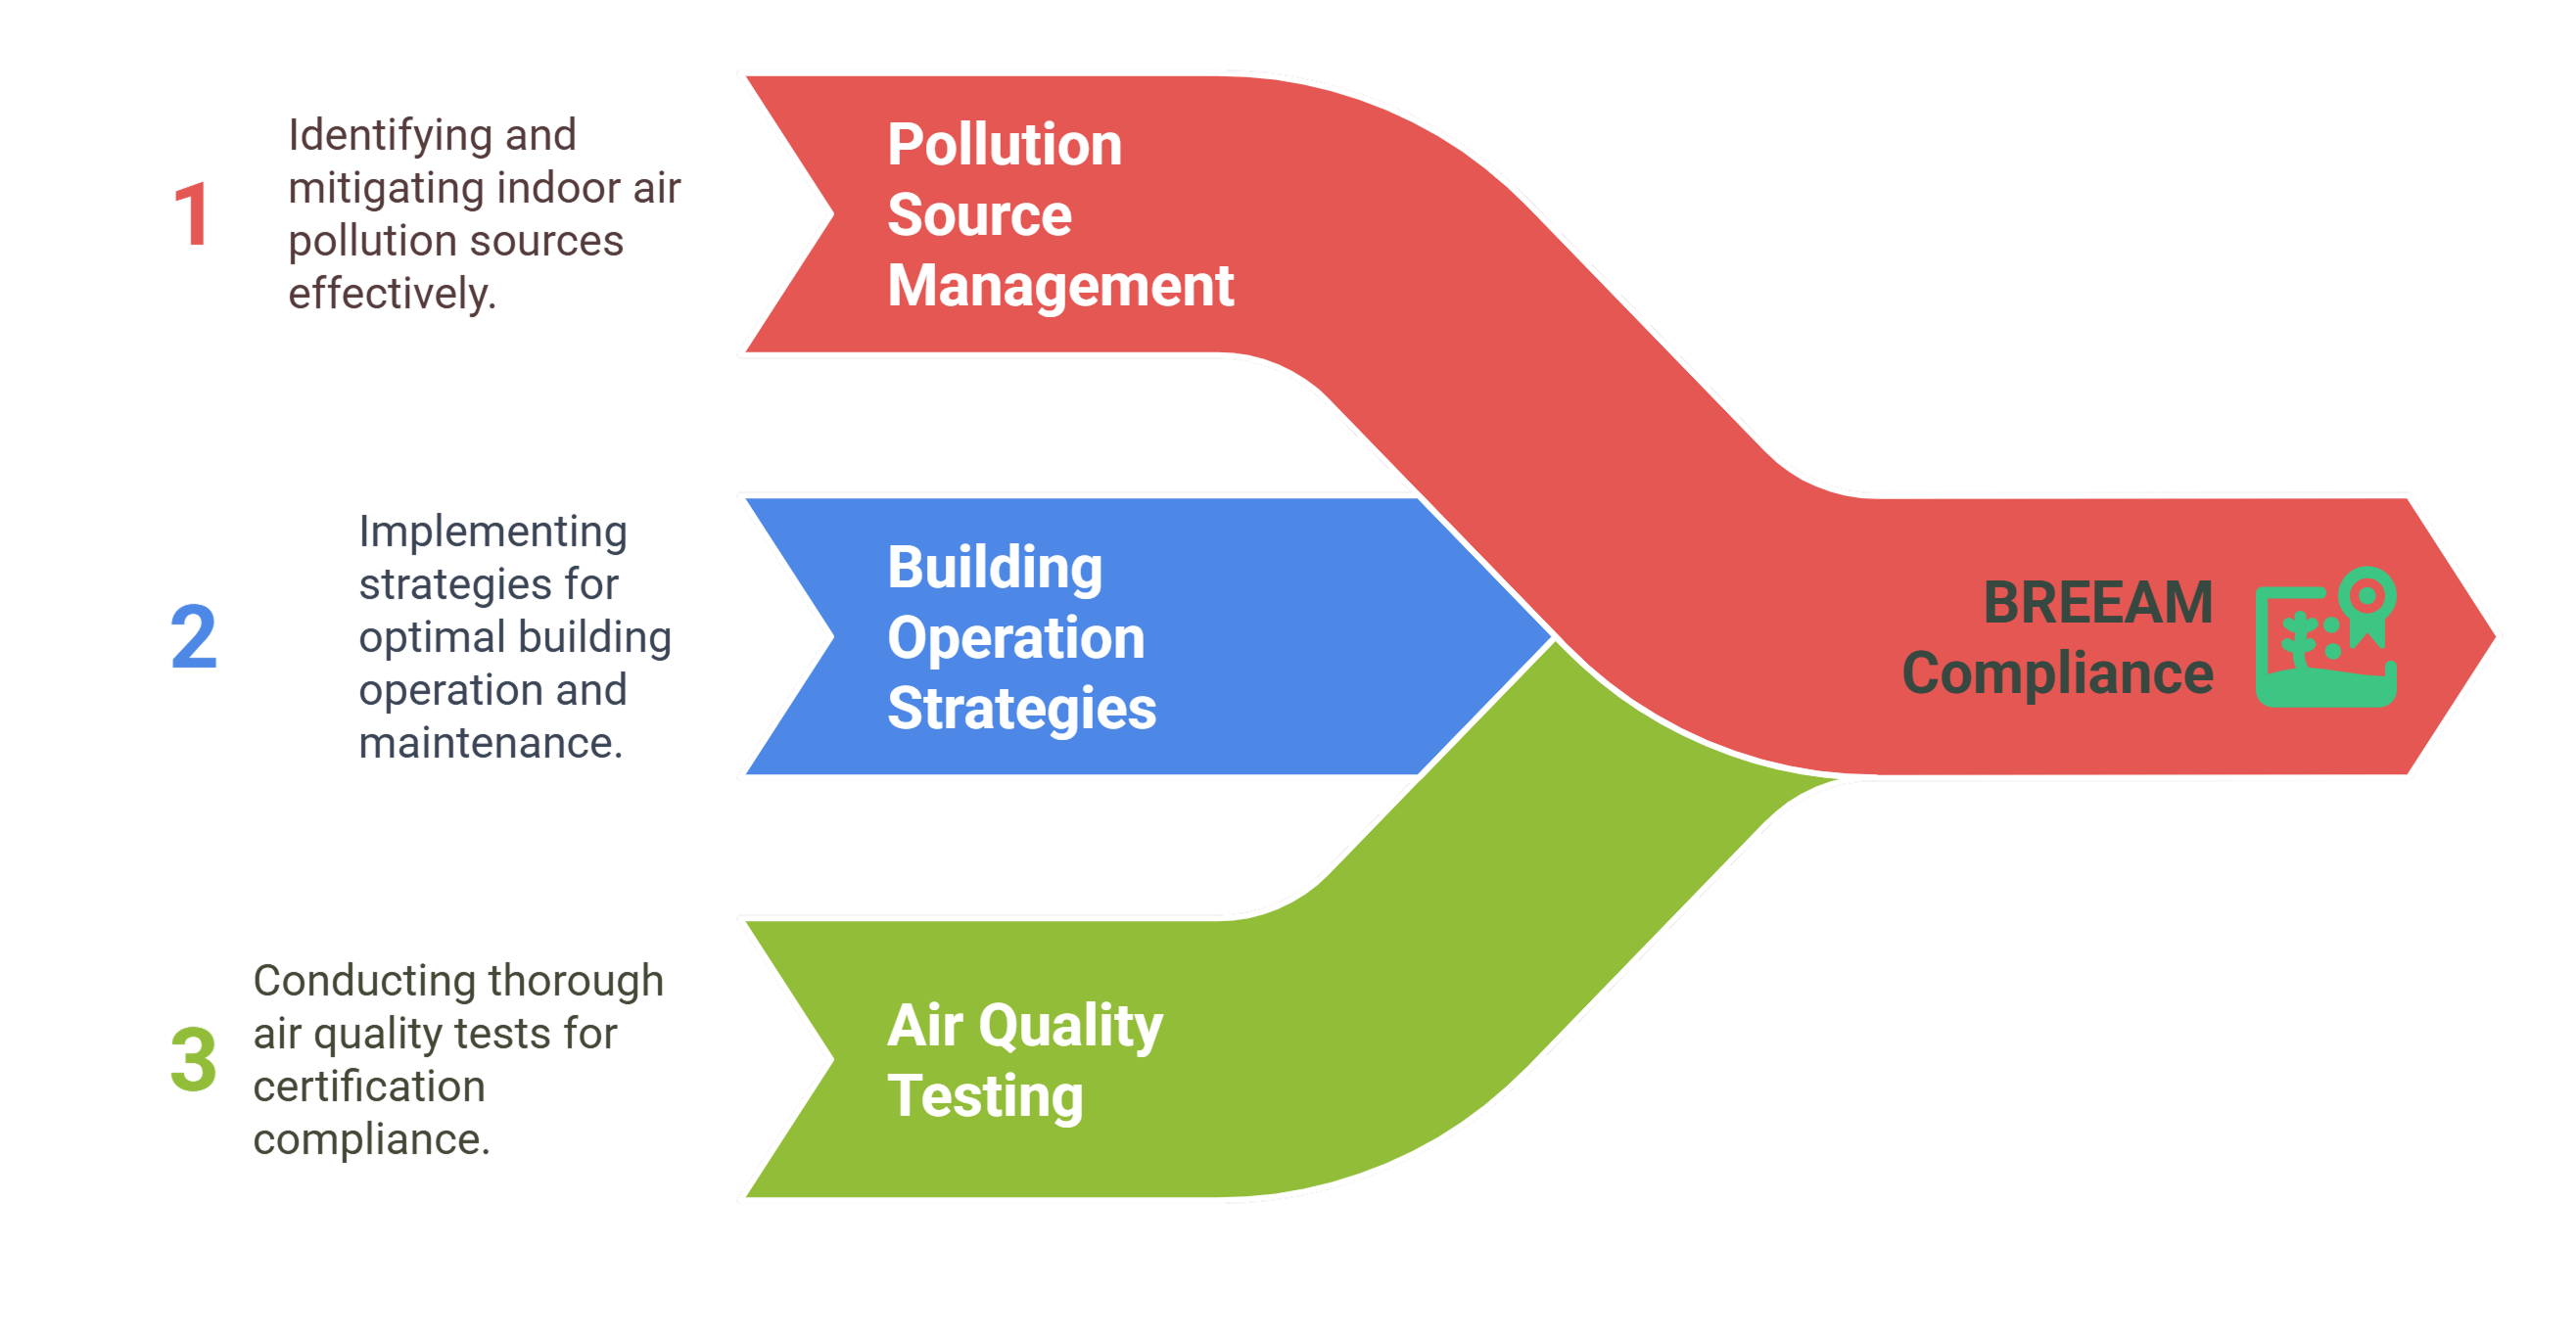 1
Identifying and
mitigating indoor air
pollution sources
effectively.
Pollution
Source
Management
2
Implementing
strategies for
optimal building
operation and
maintenance.
Building
Operation
Strategies
BREEAM
Compliance
3
Conducting thorough
air quality tests for
certification
compliance.
Air Quality
Testing